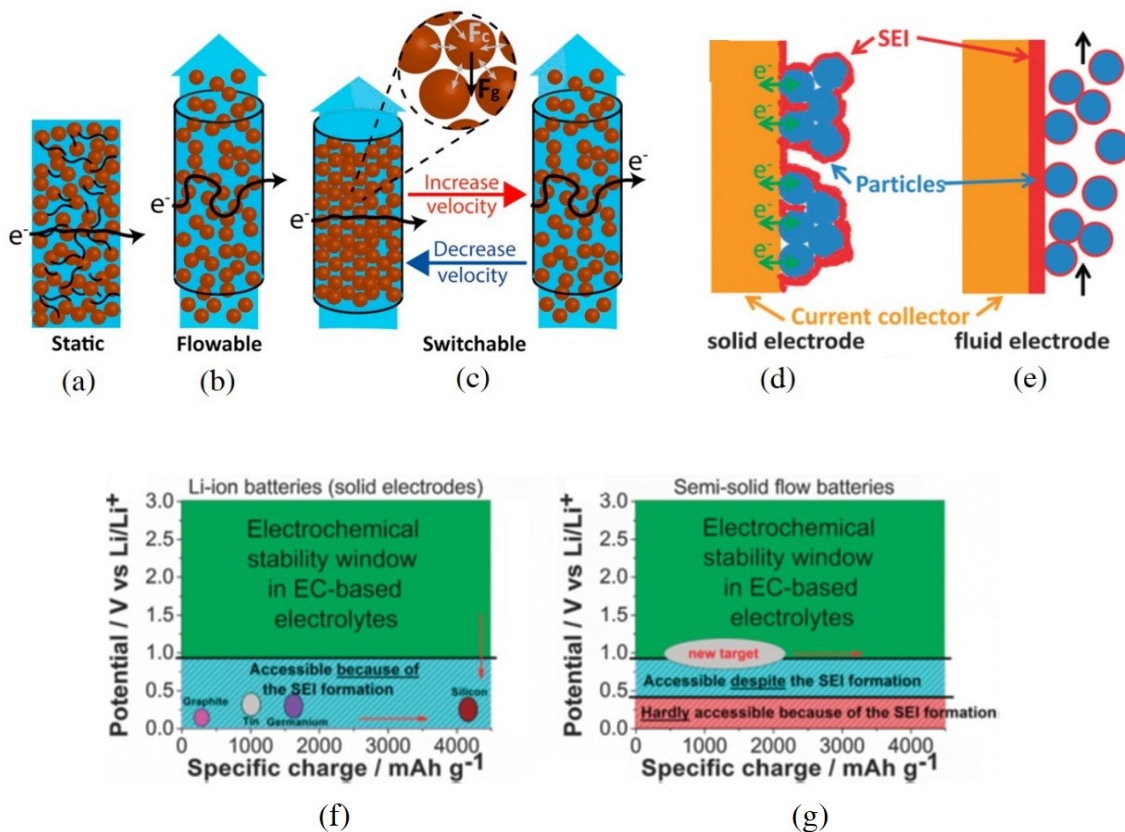 Fc
Fg
e-
e-
e-
e-
e-
e-
Increase
velocity
Decrease
velocity
Static
Flowable
Switchable
(a)
(b)
(c)
SEI
e-
e-
e-
e-
e-
Particles
Current collector
solid electrode
fluid electrode
(d)
(e)
Li-ion batteries (solid electrodes)
Potential / V vs Li/Li+
3.0
2.5
2.0
1.5
1.0
0.5
0.0
Electrochemical
stability window
in EC-based
electrolytes
Accessible because of
the SEI formation
Graphite
Tin
Germanium
Silicon
0
1000
2000
3000
4000
Specific charge / mAh g-1
(f)
Semi-solid flow batteries
Potential / V vs Li/Li+
3.0
2.5
2.0
1.5
1.0
0.5
0.0
Electrochemical
stability window
in EC-based
electrolytes
new target
Accessible despite the SEI formation
Hardly accessible because of the SEI formation
0
1000
2000
3000
4000
Specific charge / mAh g-1
(g)